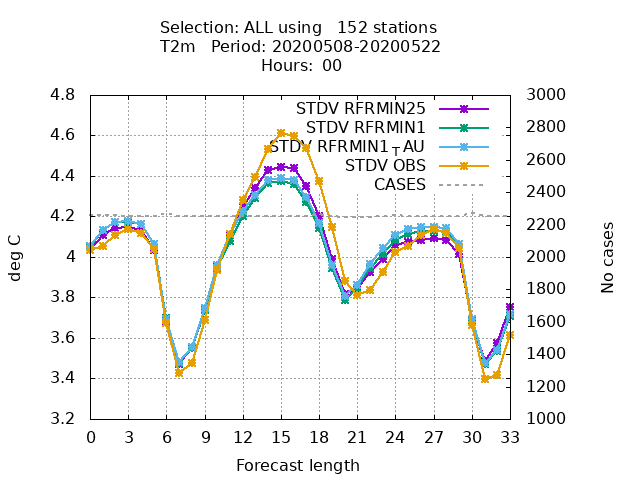 Selection: ALL using   152 stations
T2m   Period: 20200508-20200522
Hours: 00
STDV RFRMIN25
STDV RFRMIN1
STDV RFRMIN1┬AU
STDV OBS
CASES
4.8
4.6
4.4
4.2
4
3.8
3.6
3.4
3.2
deg C
3000
2800
2600
2400
2200
2000
1800
1600
1400
1200
1000
No cases
0 3 6 9 12 15 18 21 24 27 30 33
Forecast length